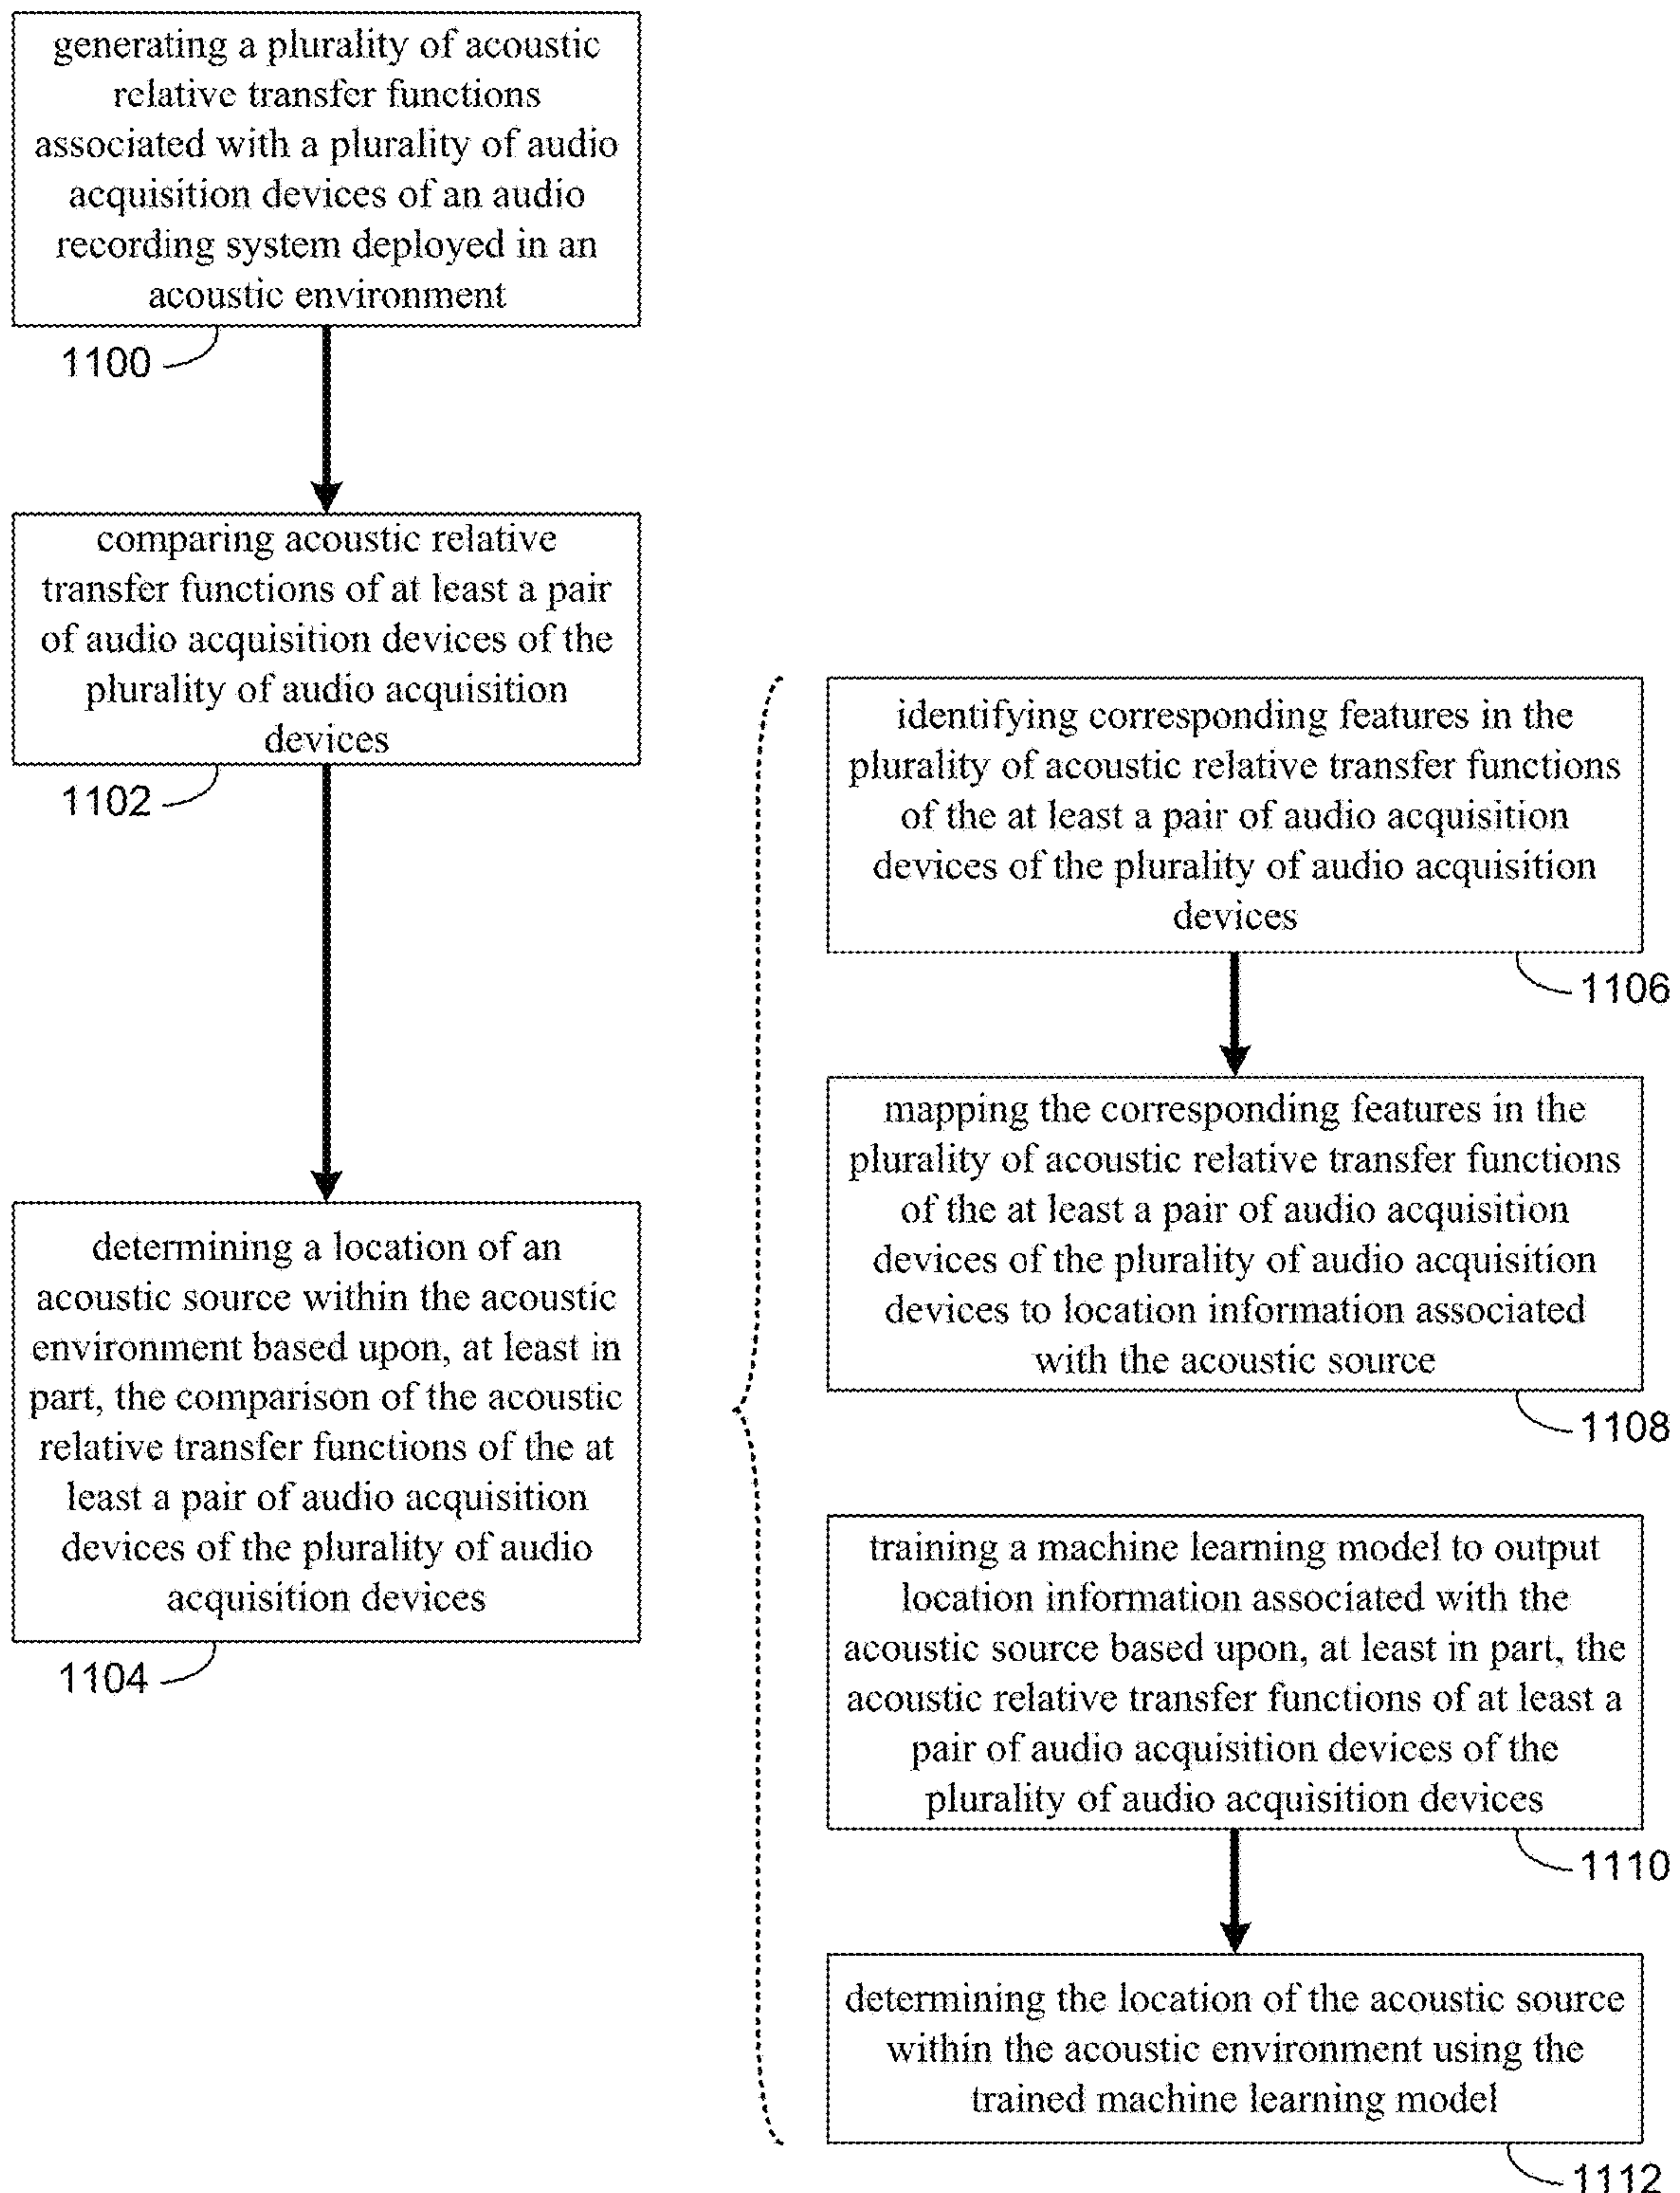 generating a plurality of acoustic
relative transfer functions
associated with a plurality of audio
acquisition devices of an audio
recording system deployed in an
acoustic environment
1100
comparing acoustic relative
transfer functions of at least a pair
of audio acquisition devices of the
plurality of audio acquisition
devices
1102
determining a location of an
acoustic source within the acoustic
environment based upon, at least in
part, the comparison of the acoustic
relative transfer functions of the at
least a pair of audio acquisition
devices of the plurality of audio
acquisition devices
1104
identifying corresponding features in the
plurality of acoustic relative transfer functions
of the at least a pair of audio acquisition
devices of the plurality of audio acquisition
devices
1106
mapping the corresponding features in the
plurality of acoustic relative transfer functions
of the at least a pair of audio acquisition
devices of the plurality of audio acquisition
devices to location information associated
with the acoustic source
1108
training a machine learning model to output
location information associated with the
acoustic source based upon, at least in part, the
acoustic relative transfer functions of at least a
pair of audio acquisition devices of the
plurality of audio acquisition devices
1110
determining the location of the acoustic source
within the acoustic environment using the
trained machine learning model
1112